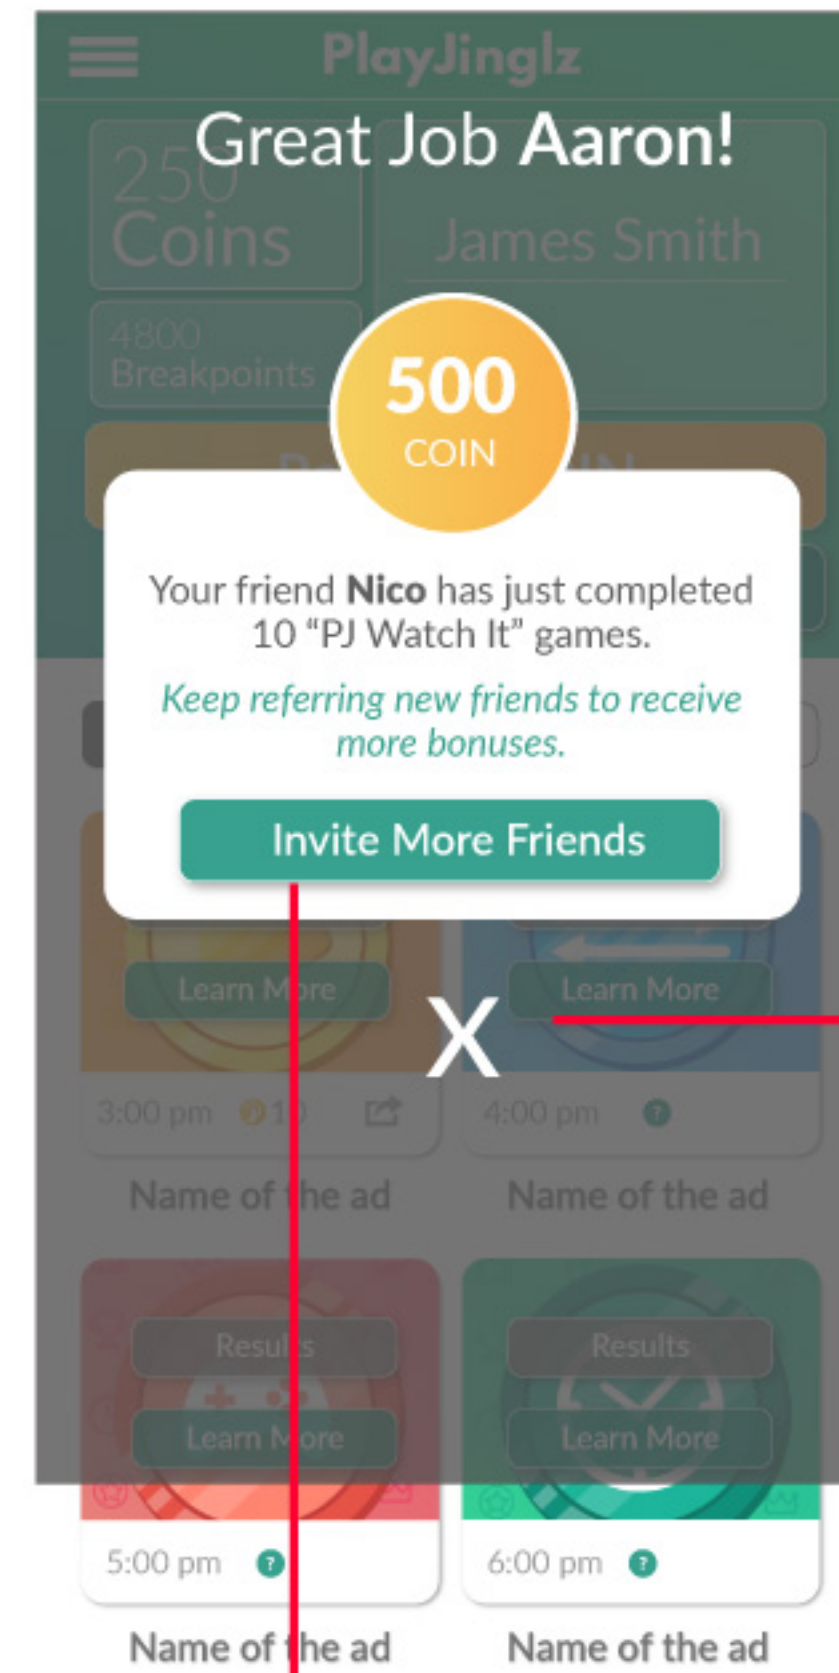 PlayJinglz
Great Job Aaron!
250
Coins
James Smith
4800
Breakpoints
500
COIN
Your friend Nico has just completed
10 “PJ Watch It” games.
Keep referring new friends to receive
more bonuses.
Invite More Friends
Learn More
Learn More
X
3:00 pm
10
4:00 pm
?
Name of the ad
Name of the ad
Results
Results
Learn More
Learn More
5:00 pm
?
6:00 pm
?
Name of the ad
Name of the ad